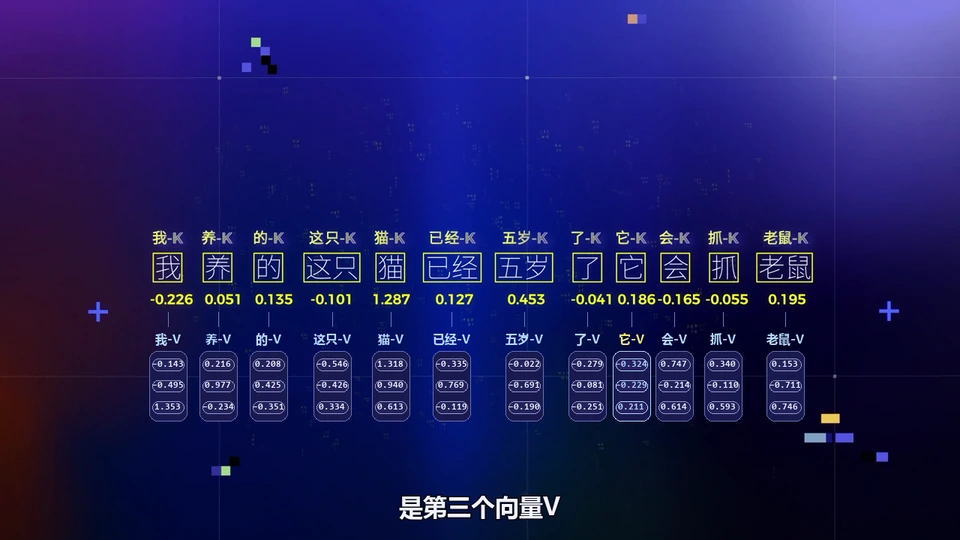 我-K 养-K 的-K 这只-K 猫-K 已经-K 五岁-K 了-K 它-K 会-K 抓-K 老鼠-K
我 养 的 这只 猫 已经 五岁 了 它 会 抓 老鼠
-0.226 0.051 0.135 -0.101 1.287 0.127 0.453 -0.041 0.186 -0.165 -0.055 0.195
我-V 养-V 的-V 这只-V 猫-V 已经-V 五岁-V 了-V 它-V 会-V 抓-V 老鼠-V
-0.143 0.216 0.208 -0.546 1.318 -0.335 -0.022 -0.279 -0.324 0.747 0.340 0.153
-0.495 0.977 0.425 -0.426 0.940 0.769 -0.691 -0.081 -0.229 -0.214 -0.110 -0.711
1.353 -0.234 -0.351 0.334 0.613 -0.119 -0.190 -0.251 0.211 0.614 0.593 0.746
是第三个向量V